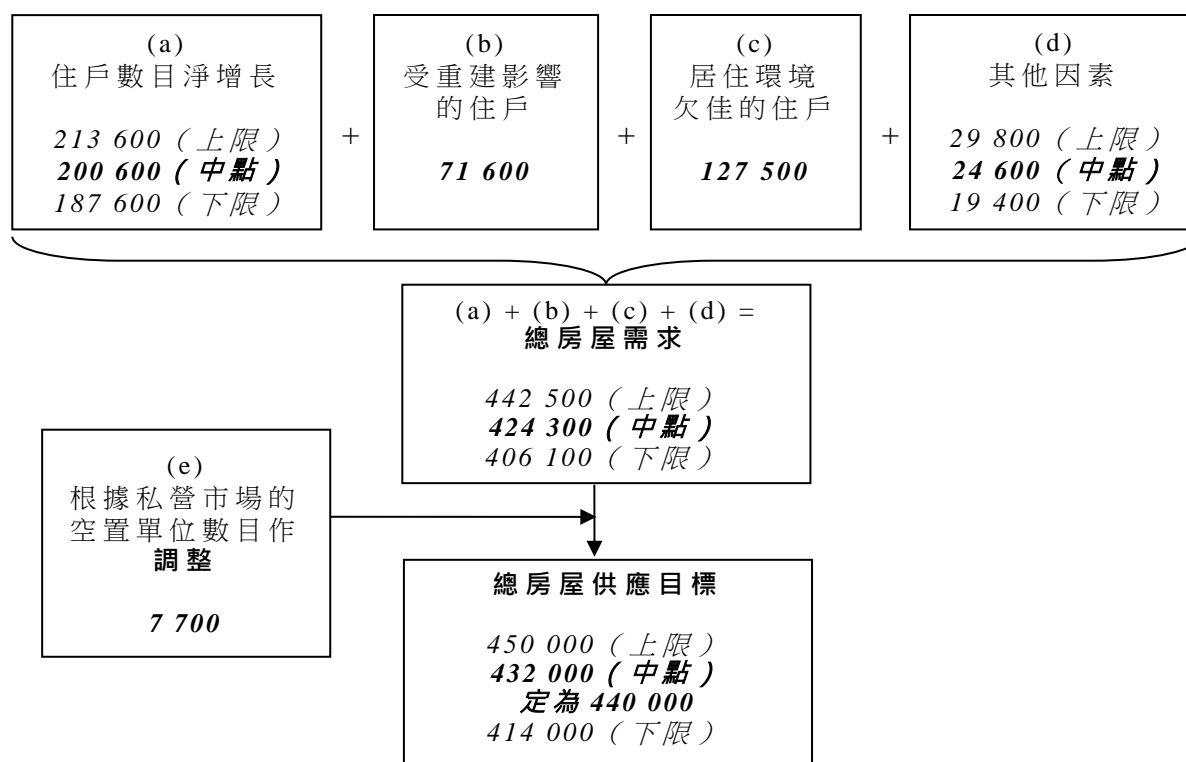 (a)
住戶數目淨增長
213 600（上限）
200 600（中點）
187 600（下限）
+
(b)
受重建影響
的住戶
71 600
+
(c)
居住環境
欠佳的住戶
127 500
+
(d)
其他因素
29 800（上限）
24 600（中點）
19 400（下限）
(a) + (b) + (c) + (d) =
總房屋需求
442 500（上限）
424 300（中點）
406 100（下限）
(e)
根據私營市場的
空置單位數目作
調整
7 700
總房屋供應目標
450 000（上限）
432 000（中點）
定為 440 000
414 000（下限）